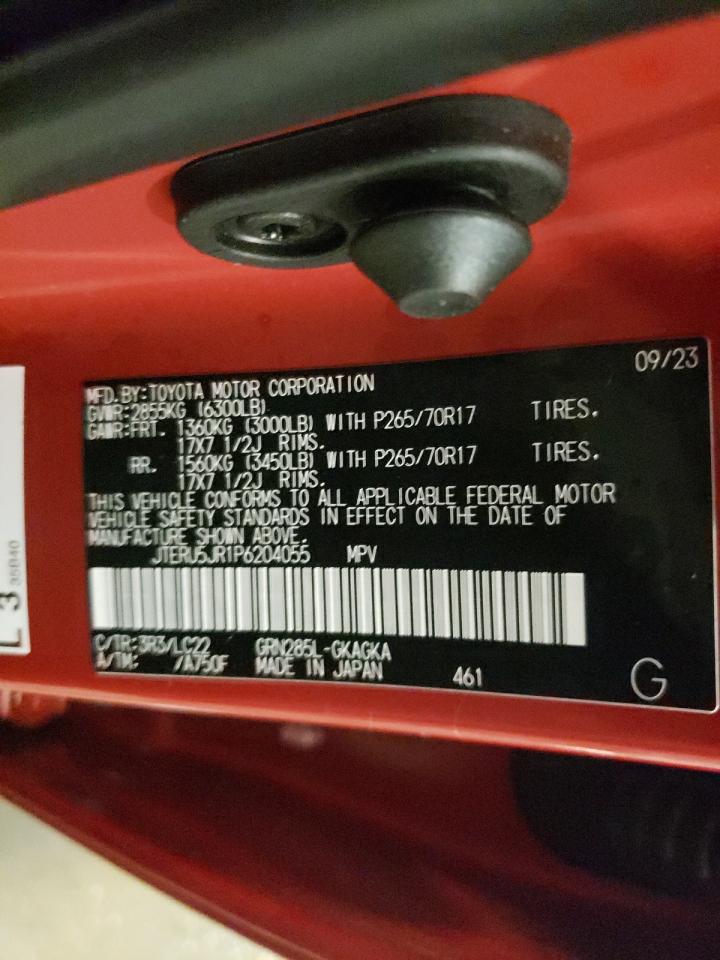 09/23
MFD.BY:TOYOTA MOTOR CORPORATION
GVWR:2855KG (6300LB)
GAWR:FRT. 1360KG (3000LB) WITH P265/70R17 TIRES.
17X7 1/2J RIMS.
RR. 1560KG (3450LB) WITH P265/70R17 TIRES.
17X7 1/2J RIMS.
THIS VEHICLE CONFORMS TO ALL APPLICABLE FEDERAL MOTOR
VEHICLE SAFETY STANDARDS IN EFFECT ON THE DATE OF
MANUFACTURE SHOWN ABOVE.
JTERU5JR1P6204055 MPV
C/TR:3R3/LC22 GRN285L-GKAGKA
A/TM: /A750F MADE IN JAPAN 461
G
L 3
35B40